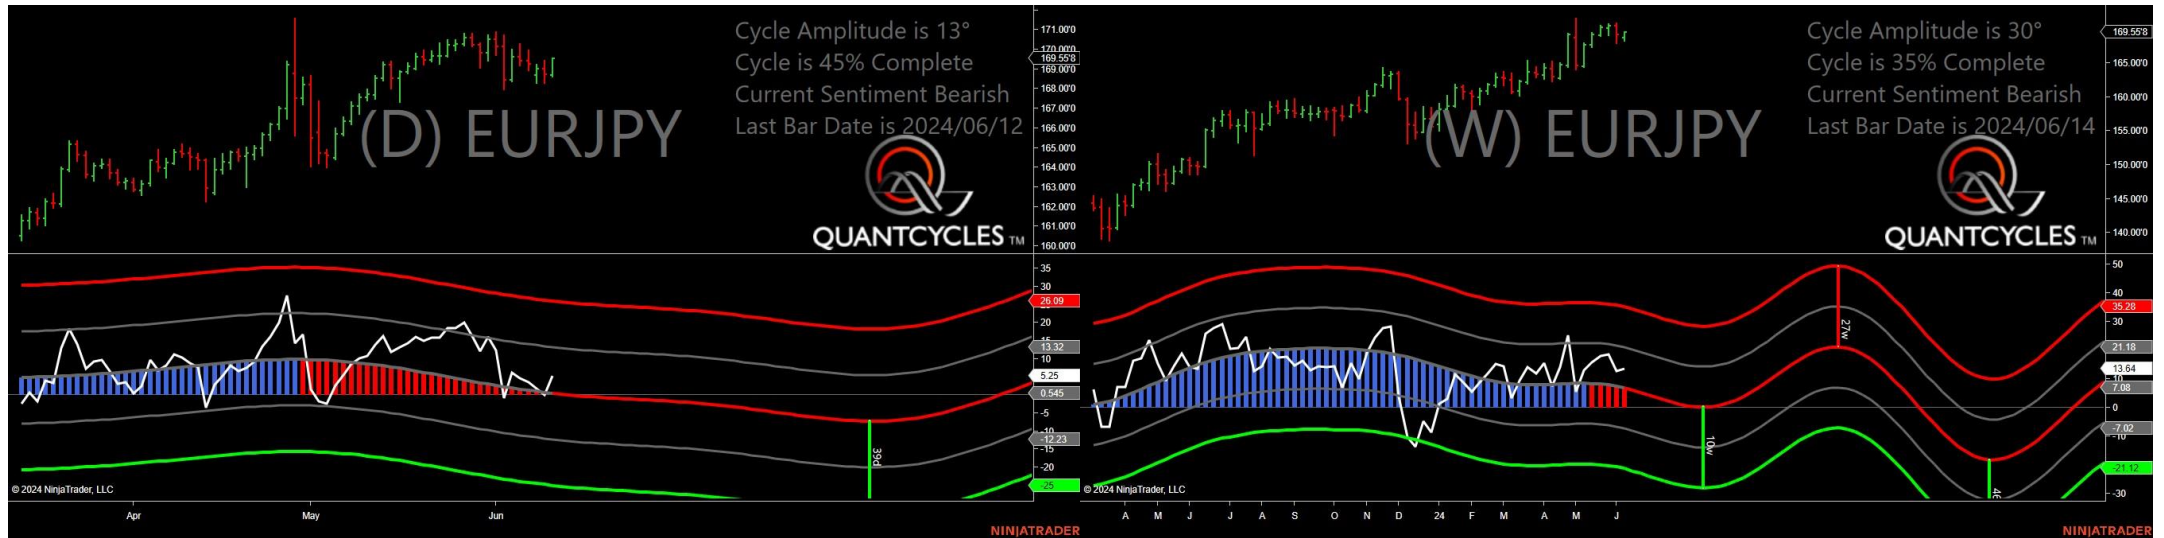 Cycle Amplitude is 13°
Cycle is 45% Complete
Current Sentiment Bearish
Last Bar Date is 2024/06/12
(D) EURJPY
QUANTCYCLES TM
171.00'0
170.00'0
169.55'8
169.00'0
168.00'0
167.00'0
166.00'0
165.00'0
164.00'0
163.00'0
162.00'0
161.00'0
160.00'0
35
30
26.09
20
13.32
10
5.25
0.545
-5
-10
-12.23
-15
-20
-25
39d
© 2024 NinjaTrader, LLC
Apr May Jun
NINJATRADER
Cycle Amplitude is 30°
Cycle is 35% Complete
Current Sentiment Bearish
Last Bar Date is 2024/06/14
(W) EURJPY
QUANTCYCLES TM
169.55'8
165.00'0
160.00'0
155.00'0
150.00'0
145.00'0
140.00'0
50
40
35.28
30
21.18
13.64
10
7.08
0
-7.02
-10
-21.12
-30
27w
10w
© 2024 NinjaTrader, LLC
A M J J A S O N D 24 F M A M J
NINJATRADER